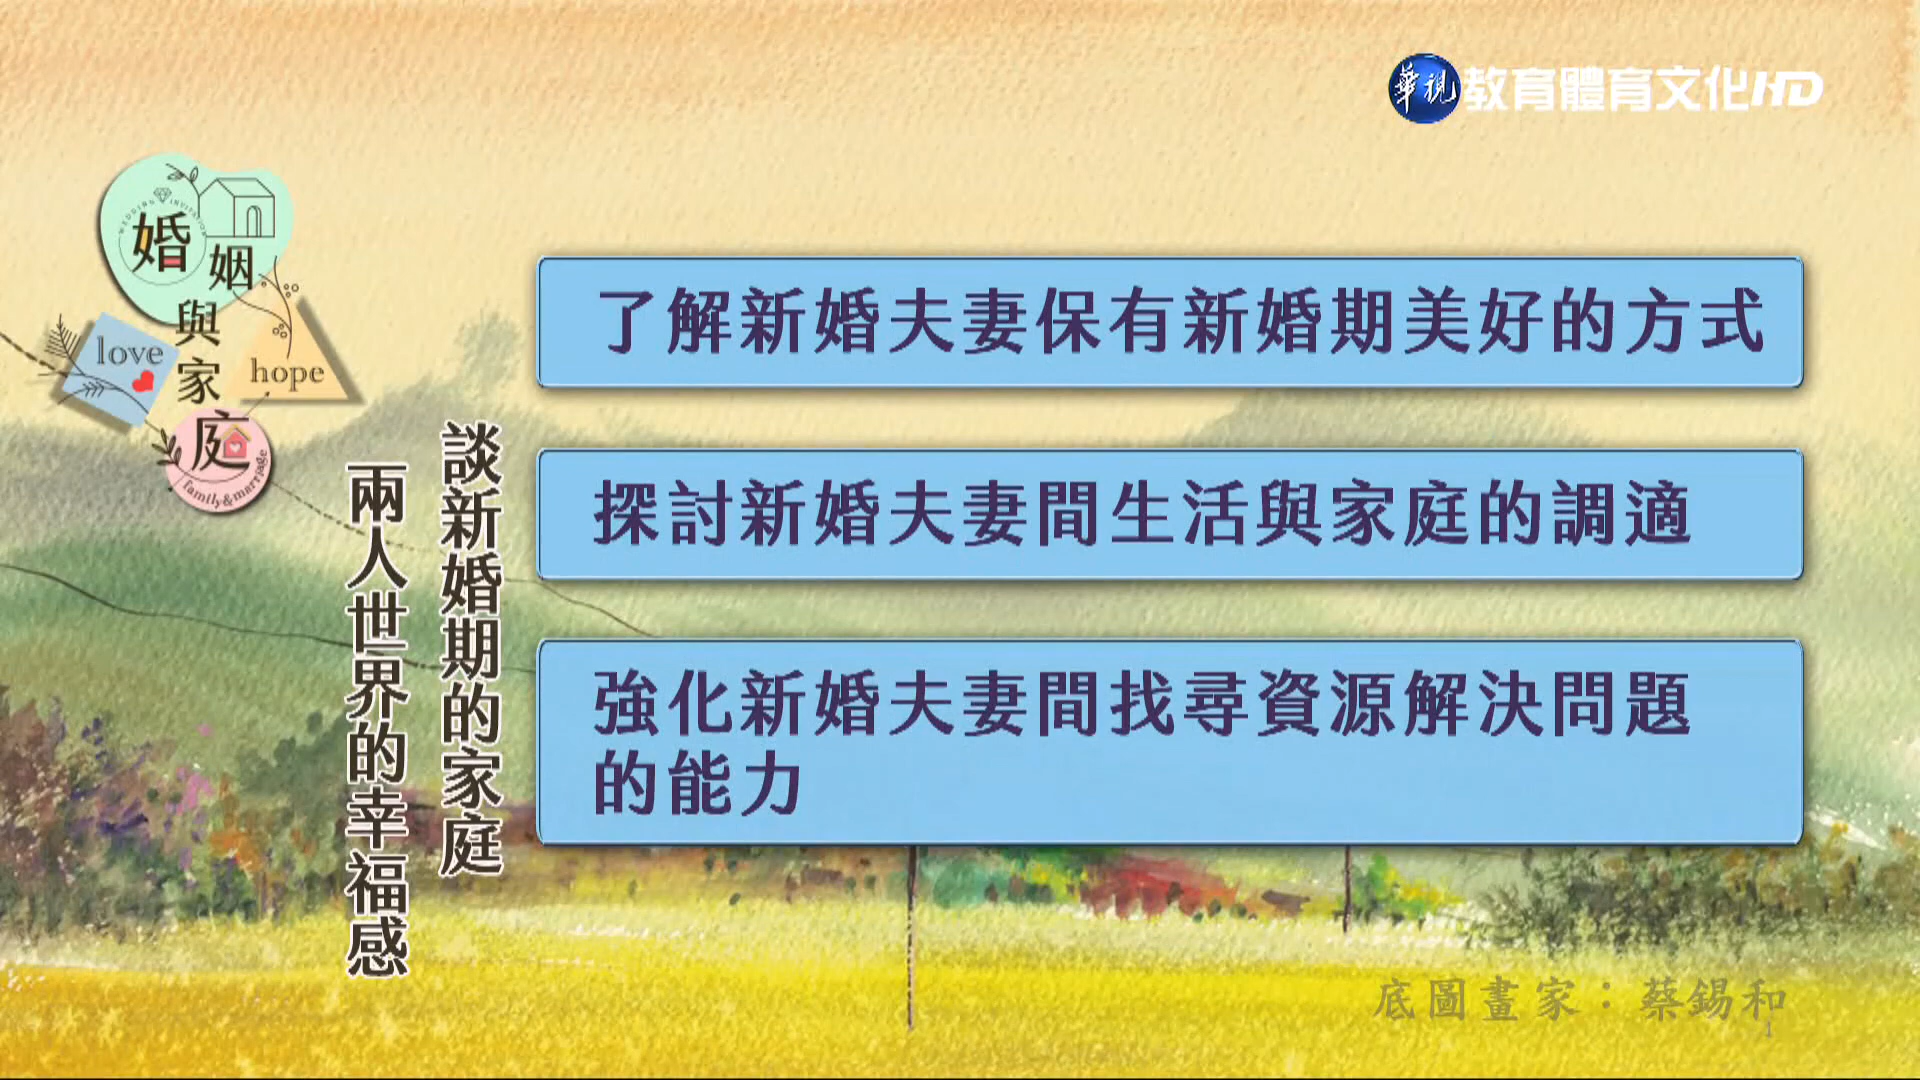 華視 教育體育文化HD
WEDDING INVITATION
婚姻與家庭
love
hope
family&marriage
談新婚期的家庭
兩人世界的幸福感
了解新婚夫妻保有新婚期美好的方式
探討新婚夫妻間生活與家庭的調適
強化新婚夫妻間找尋資源解決問題
的能力
底圖畫家：蔡錫和
1